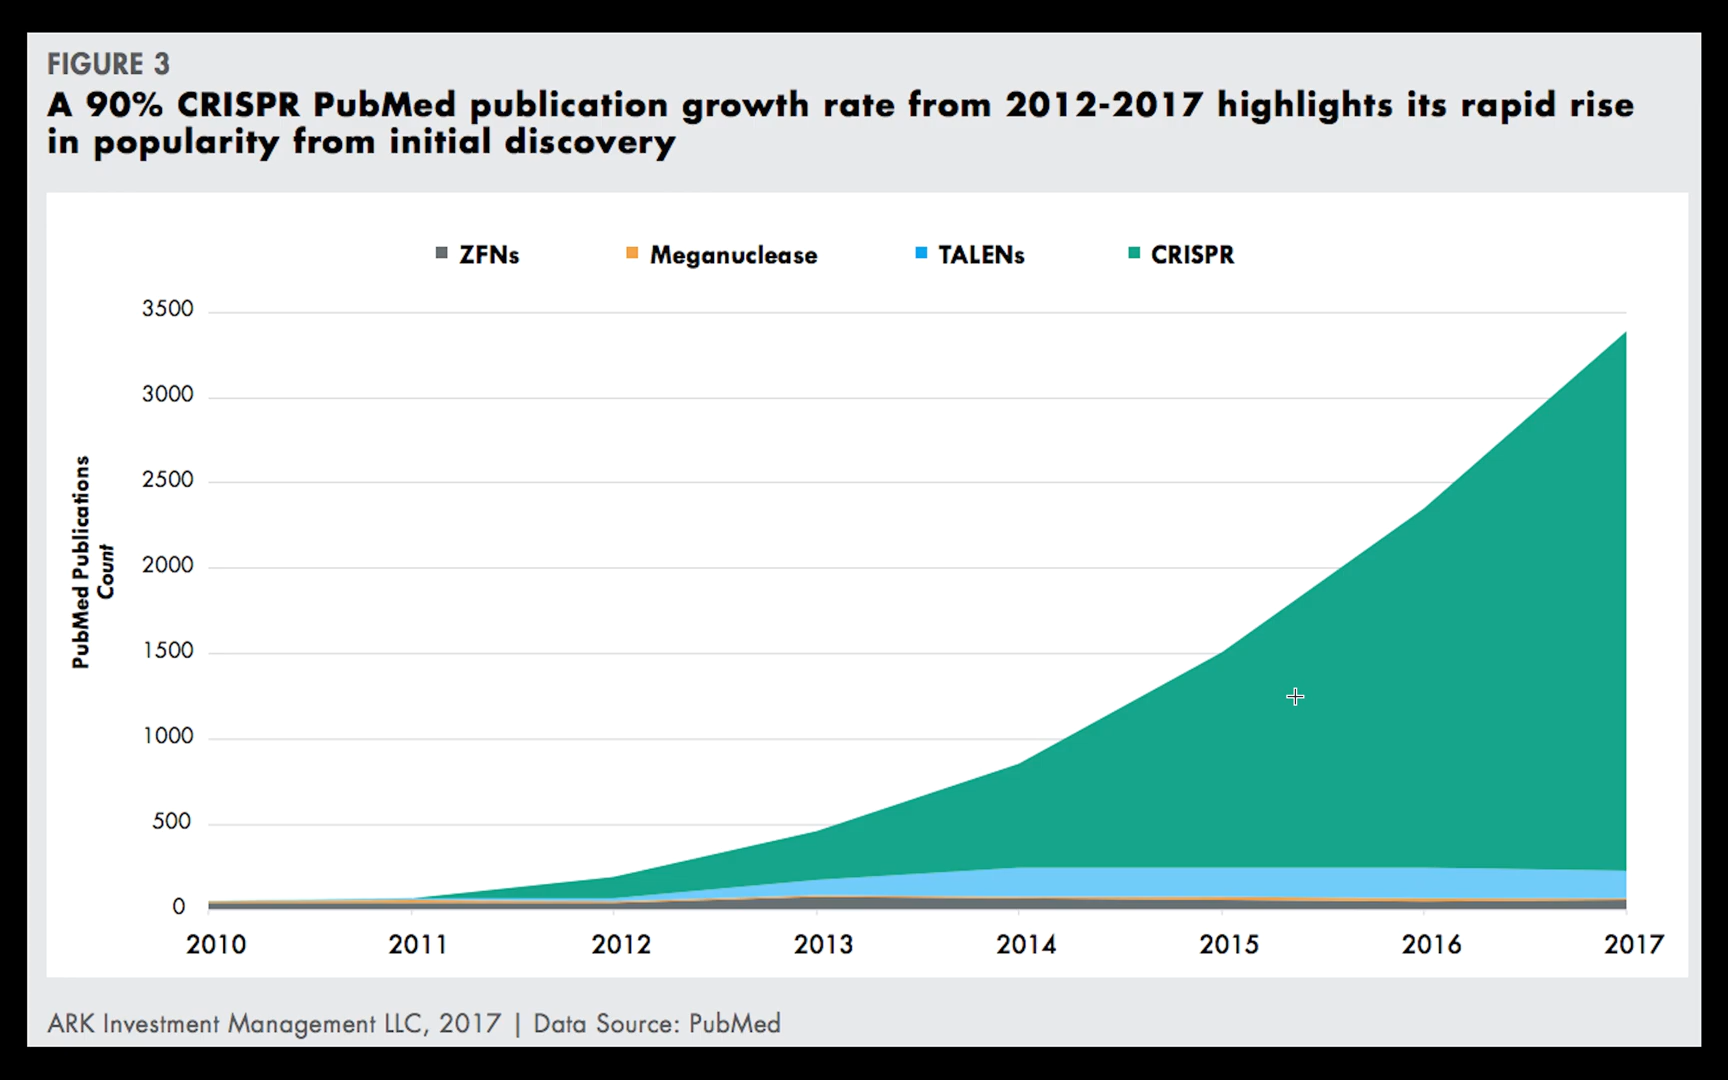 FIGURE 3
A 90% CRISPR PubMed publication growth rate from 2012-2017 highlights its rapid rise
in popularity from initial discovery
ZFNs Meganuclease TALENs CRISPR
3500
3000
2500
2000
1500
1000
500
0
PubMed Publications
Count
2010 2011 2012 2013 2014 2015 2016 2017
ARK Investment Management LLC, 2017 | Data Source: PubMed